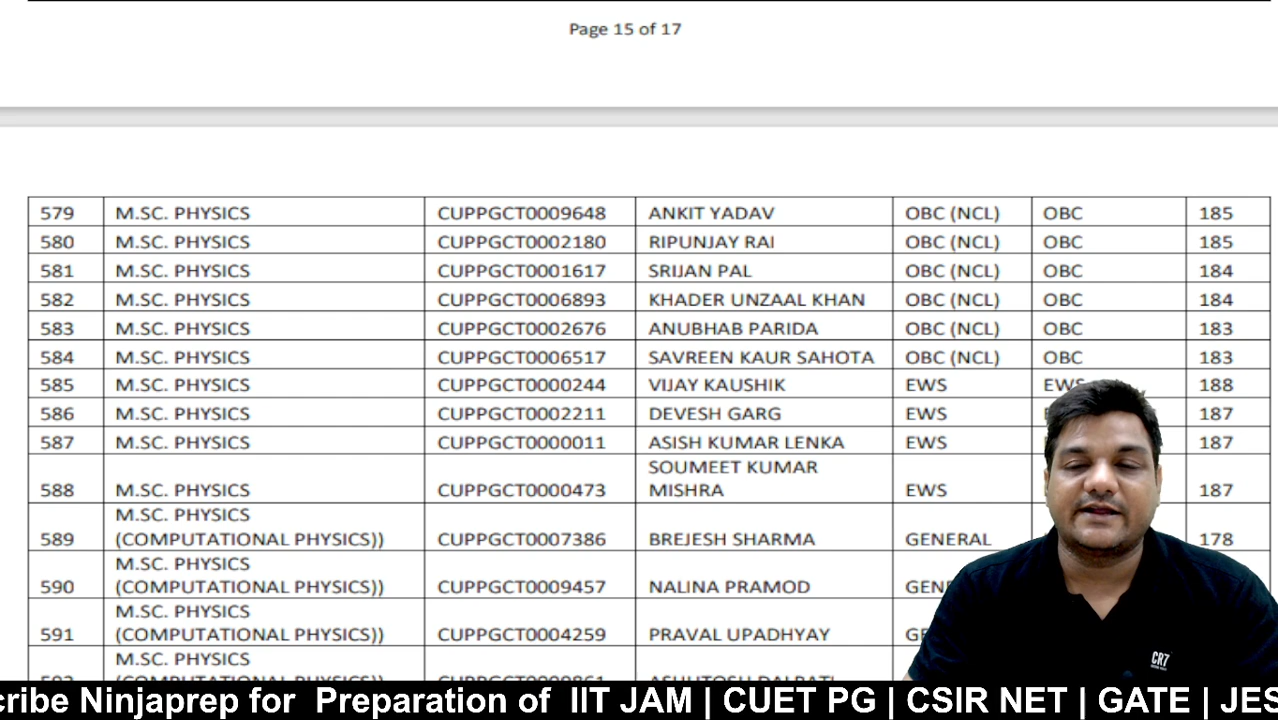 Page 15 of 17
579 M.SC. PHYSICS CUPPGCT0009648 ANKIT YADAV OBC (NCL) OBC 185
580 M.SC. PHYSICS CUPPGCT0002180 RIPUNJAY RAI OBC (NCL) OBC 185
581 M.SC. PHYSICS CUPPGCT0001617 SRIJAN PAL OBC (NCL) OBC 184
582 M.SC. PHYSICS CUPPGCT0006893 KHADER UNZAAL KHAN OBC (NCL) OBC 184
583 M.SC. PHYSICS CUPPGCT0002676 ANUBHAB PARIDA OBC (NCL) OBC 183
584 M.SC. PHYSICS CUPPGCT0006517 SAVREEN KAUR SAHOTA OBC (NCL) OBC 183
585 M.SC. PHYSICS CUPPGCT0000244 VIJAY KAUSHIK EWS EWS 188
586 M.SC. PHYSICS CUPPGCT0002211 DEVESH GARG EWS 187
587 M.SC. PHYSICS CUPPGCT0000011 ASISH KUMAR LENKA EWS 187
SOUMEET KUMAR
588 M.SC. PHYSICS CUPPGCT0000473 MISHRA EWS 187
M.SC. PHYSICS
589 (COMPUTATIONAL PHYSICS)) CUPPGCT0007386 BREJESH SHARMA GENERAL 178
M.SC. PHYSICS
590 (COMPUTATIONAL PHYSICS)) CUPPGCT0009457 NALINA PRAMOD
M.SC. PHYSICS
591 (COMPUTATIONAL PHYSICS)) CUPPGCT0004259 PRAVAL UPADHYAY
M.SC. PHYSICS
CR7
cribe Ninjaprep for Preparation of IIT JAM | CUET PG | CSIR NET | GATE | JES